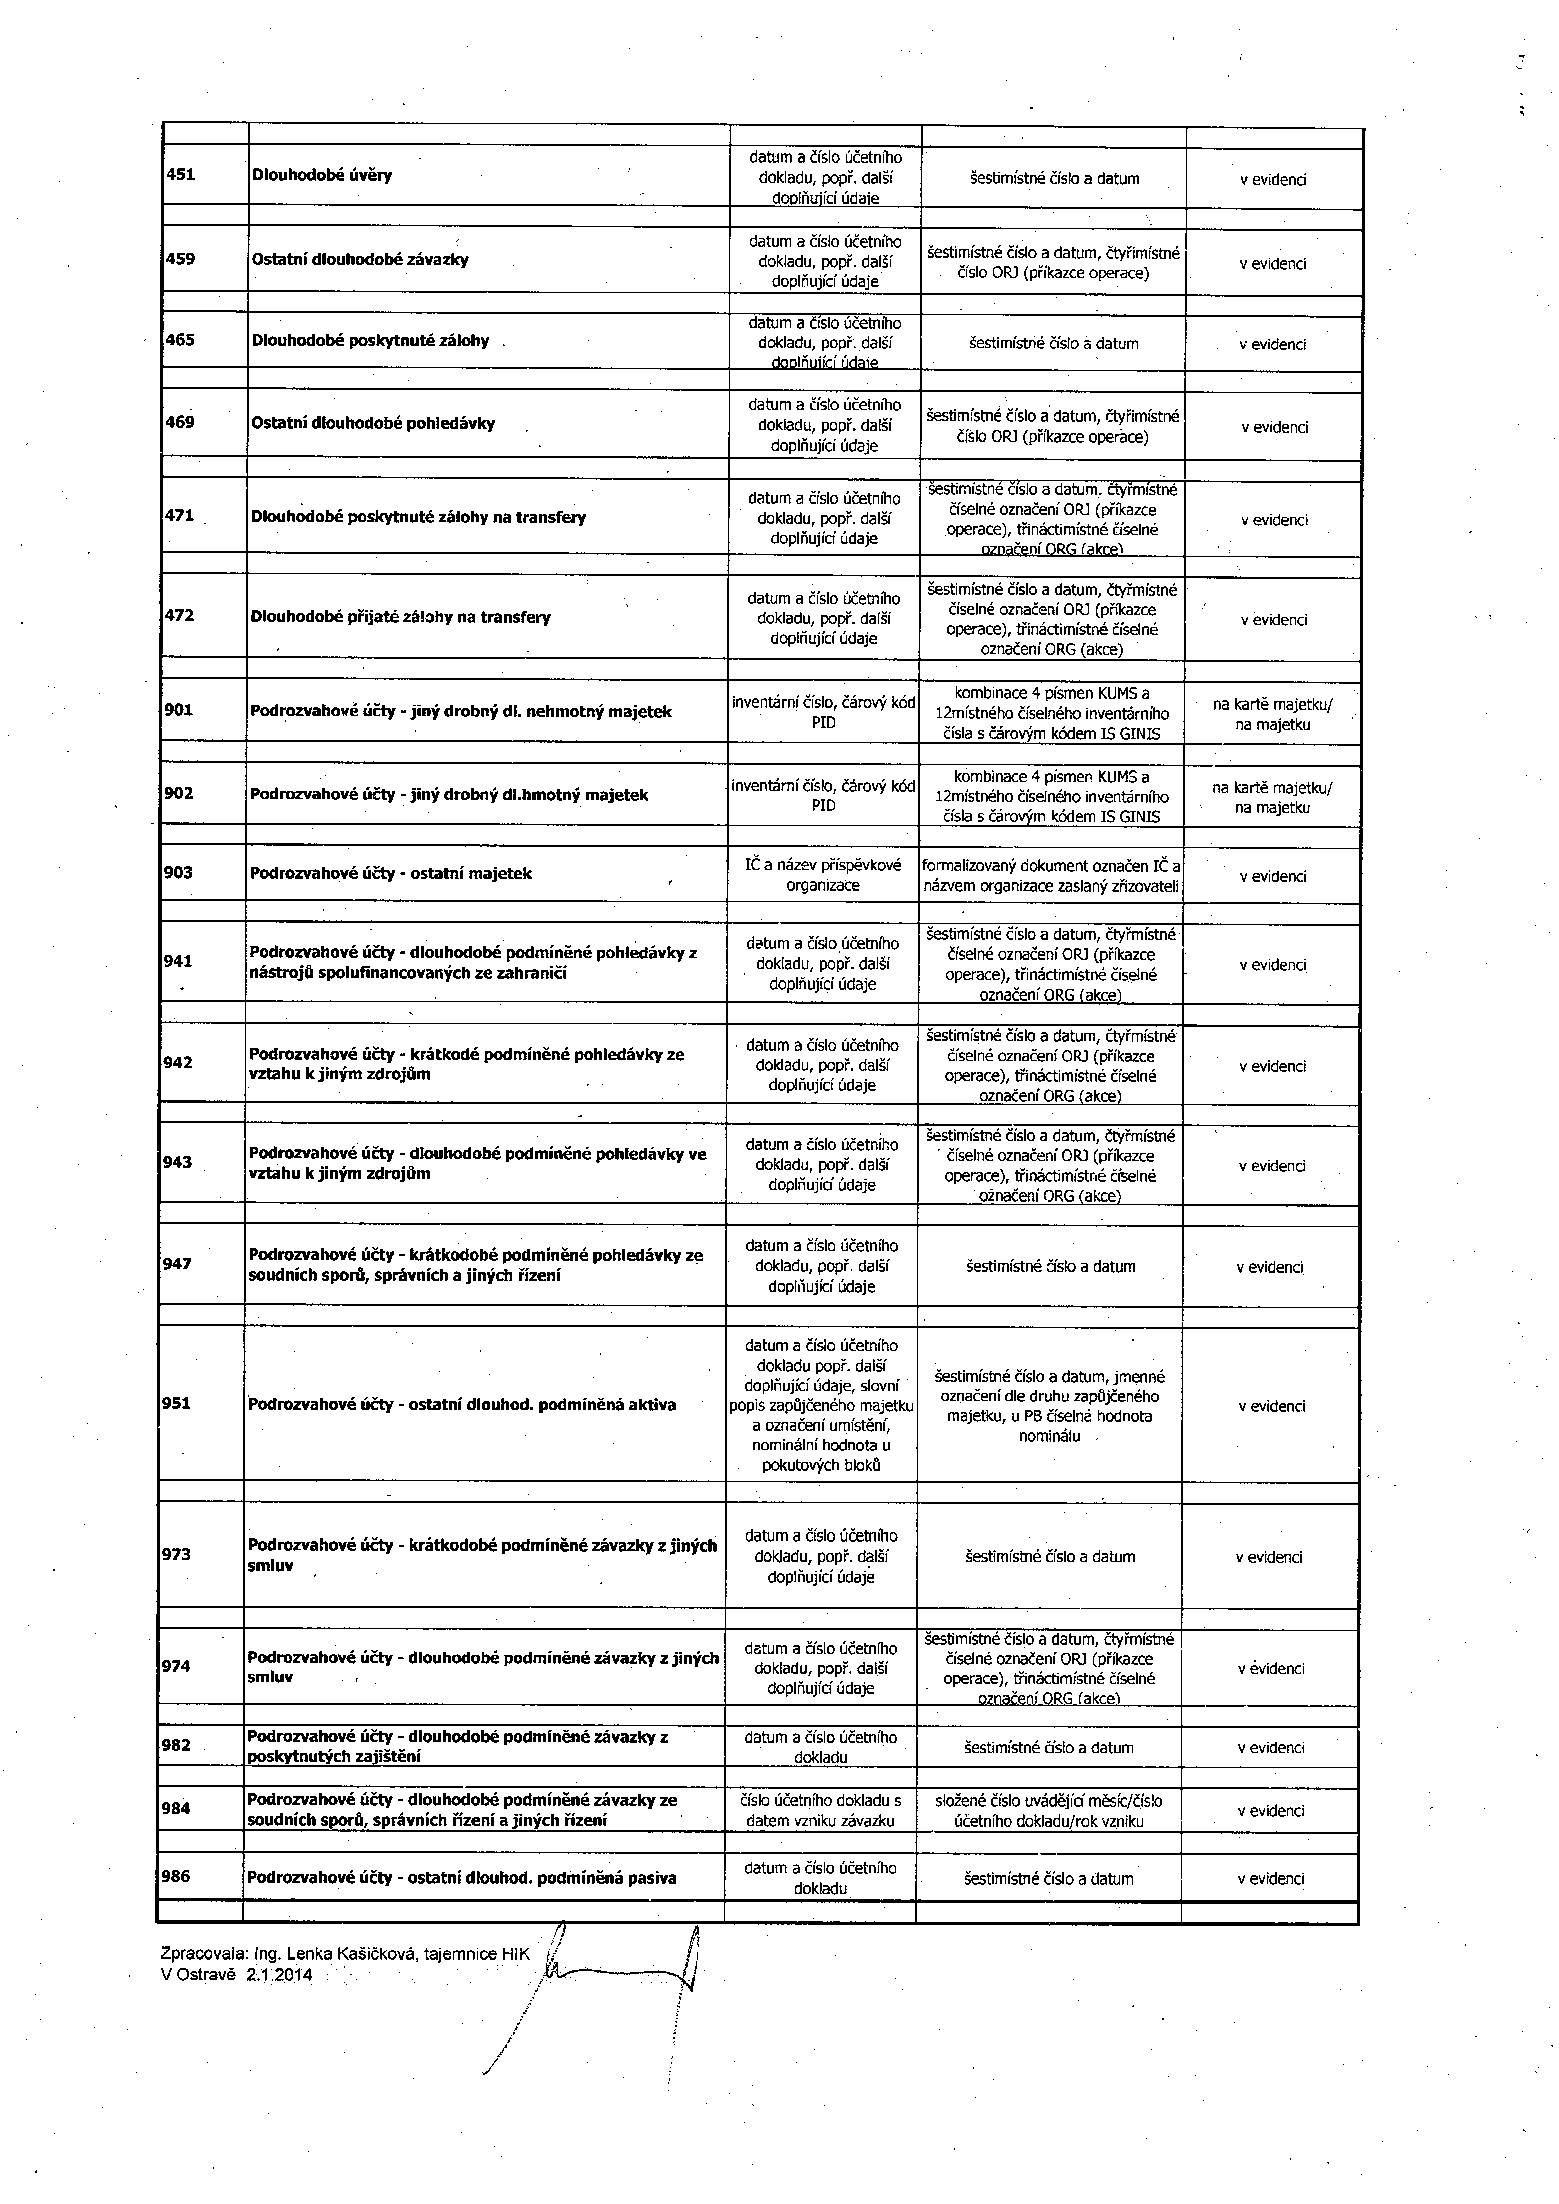 451
Dlouhodobé úvěry
datum a číslo účetního
dokladu, popř. další
doplňující údaje
šestimístné číslo a datum
v evidenci
459
Ostatní dlouhodobé závazky
datum a číslo účetního
dokladu, popř. další
doplňující údaje
šestimístné číslo a datum, čtyřimístné
číslo ORJ (příkazce operace)
v evidenci
465
Dlouhodobé poskytnuté zálohy
datum a číslo účetního
dokladu, popř. další
doplňující údaje
šestimístné číslo a datum
v evidenci
469
Ostatní dlouhodobé pohledávky
datum a číslo účetního
dokladu, popř. další
doplňující údaje
šestimístné číslo a datum, čtyřimístné
číslo ORJ (příkazce operace)
v evidenci
471
Dlouhodobé poskytnuté zálohy na transfery
datum a číslo účetního
dokladu, popř. další
doplňující údaje
šestimístné číslo a datum, čtyřmístné
číselné označení ORJ (příkazce
operace), třináctimístné číselné
označení ORG (akce)
v evidenci
472
Dlouhodobé přijaté zálohy na transfery
datum a číslo účetního
dokladu, popř. další
doplňující údaje
šestimístné číslo a datum, čtyřmístné
číselné označení ORJ (příkazce
operace), třináctimístné číselné
označení ORG (akce)
v evidenci
901
Podrozvahové účty - jiný drobný dl. nehmotný majetek
inventární číslo, čárový kód
PID
kombinace 4 písmen KUMS a
12místného číselného inventárního
čísla s čárovým kódem IS GINIS
na kartě majetku/
na majetku
902
Podrozvahové účty - jiný drobný dl.hmotný majetek
inventární číslo, čárový kód
PID
kombinace 4 písmen KUMS a
12místného číselného inventárního
čísla s čárovým kódem IS GINIS
na kartě majetku/
na majetku
903
Podrozvahové účty - ostatní majetek
IČ a název příspěvkové
organizace
formalizovaný dokument označen IČ a
názvem organizace zaslaný zřizovateli
v evidenci
941
Podrozvahové účty - dlouhodobé podmíněné pohledávky z
nástrojů spolufinancovaných ze zahraničí
datum a číslo účetního
dokladu, popř. další
doplňující údaje
šestimístné číslo a datum, čtyřmístné
číselné označení ORJ (příkazce
operace), třináctimístné číselné
označení ORG (akce)
v evidenci
942
Podrozvahové účty - krátkodé podmíněné pohledávky ze
vztahu k jiným zdrojům
datum a číslo účetního
dokladu, popř. další
doplňující údaje
šestimístné číslo a datum, čtyřmístné
číselné označení ORJ (příkazce
operace), třináctimístné číselné
označení ORG (akce)
v evidenci
943
Podrozvahové účty - dlouhodobé podmíněné pohledávky ve
vztahu k jiným zdrojům
datum a číslo účetního
dokladu, popř. další
doplňující údaje
šestimístné číslo a datum, čtyřmístné
číselné označení ORJ (příkazce
operace), třináctimístné číselné
označení ORG (akce)
v evidenci
947
Podrozvahové účty - krátkodobé podmíněné pohledávky ze
soudních sporů, správních a jiných řízení
datum a číslo účetního
dokladu, popř. další
doplňující údaje
šestimístné číslo a datum
v evidenci
951
Podrozvahové účty - ostatní dlouhod. podmíněná aktiva
datum a číslo účetního
dokladu popř. další
doplňující údaje, slovní
popis zapůjčeného majetku
a označení umístění,
nominální hodnota u
pokutových bloků
šestimístné číslo a datum, jmenné
označení dle druhu zapůjčeného
majetku, u PB číselné hodnota
nominálu
v evidenci
973
Podrozvahové účty - krátkodobé podmíněné závazky z jiných
smluv
datum a číslo účetního
dokladu, popř. další
doplňující údaje
šestimístné číslo a datum
v evidenci
974
Podrozvahové účty - dlouhodobé podmíněné závazky z jiných
smluv
datum a číslo účetního
dokladu, popř. další
doplňující údaje
šestimístné číslo a datum, čtyřmístné
číselné označení ORJ (příkazce
operace), třináctimístné číselné
označení ORG (akce)
v evidenci
982
Podrozvahové účty - dlouhodobé podmíněné závazky z
poskytnutých zajištění
datum a číslo účetního
dokladu
šestimístné číslo a datum
v evidenci
984
Podrozvahové účty - dlouhodobé podmíněné závazky ze
soudních sporů, správních řízení a jiných řízení
číslo účetního dokladu s
datem vzniku závazku
složené číslo uvádějící měsíc/číslo
účetního dokladu/rok vzniku
v evidenci
986
Podrozvahové účty - ostatní dlouhod. podmíněná pasiva
datum a číslo účetního
dokladu
šestimístné číslo a datum
v evidenci
Zpracovala: Ing. Lenka Kašičková, tajemnice HIK
V Ostravě 2.1.2014